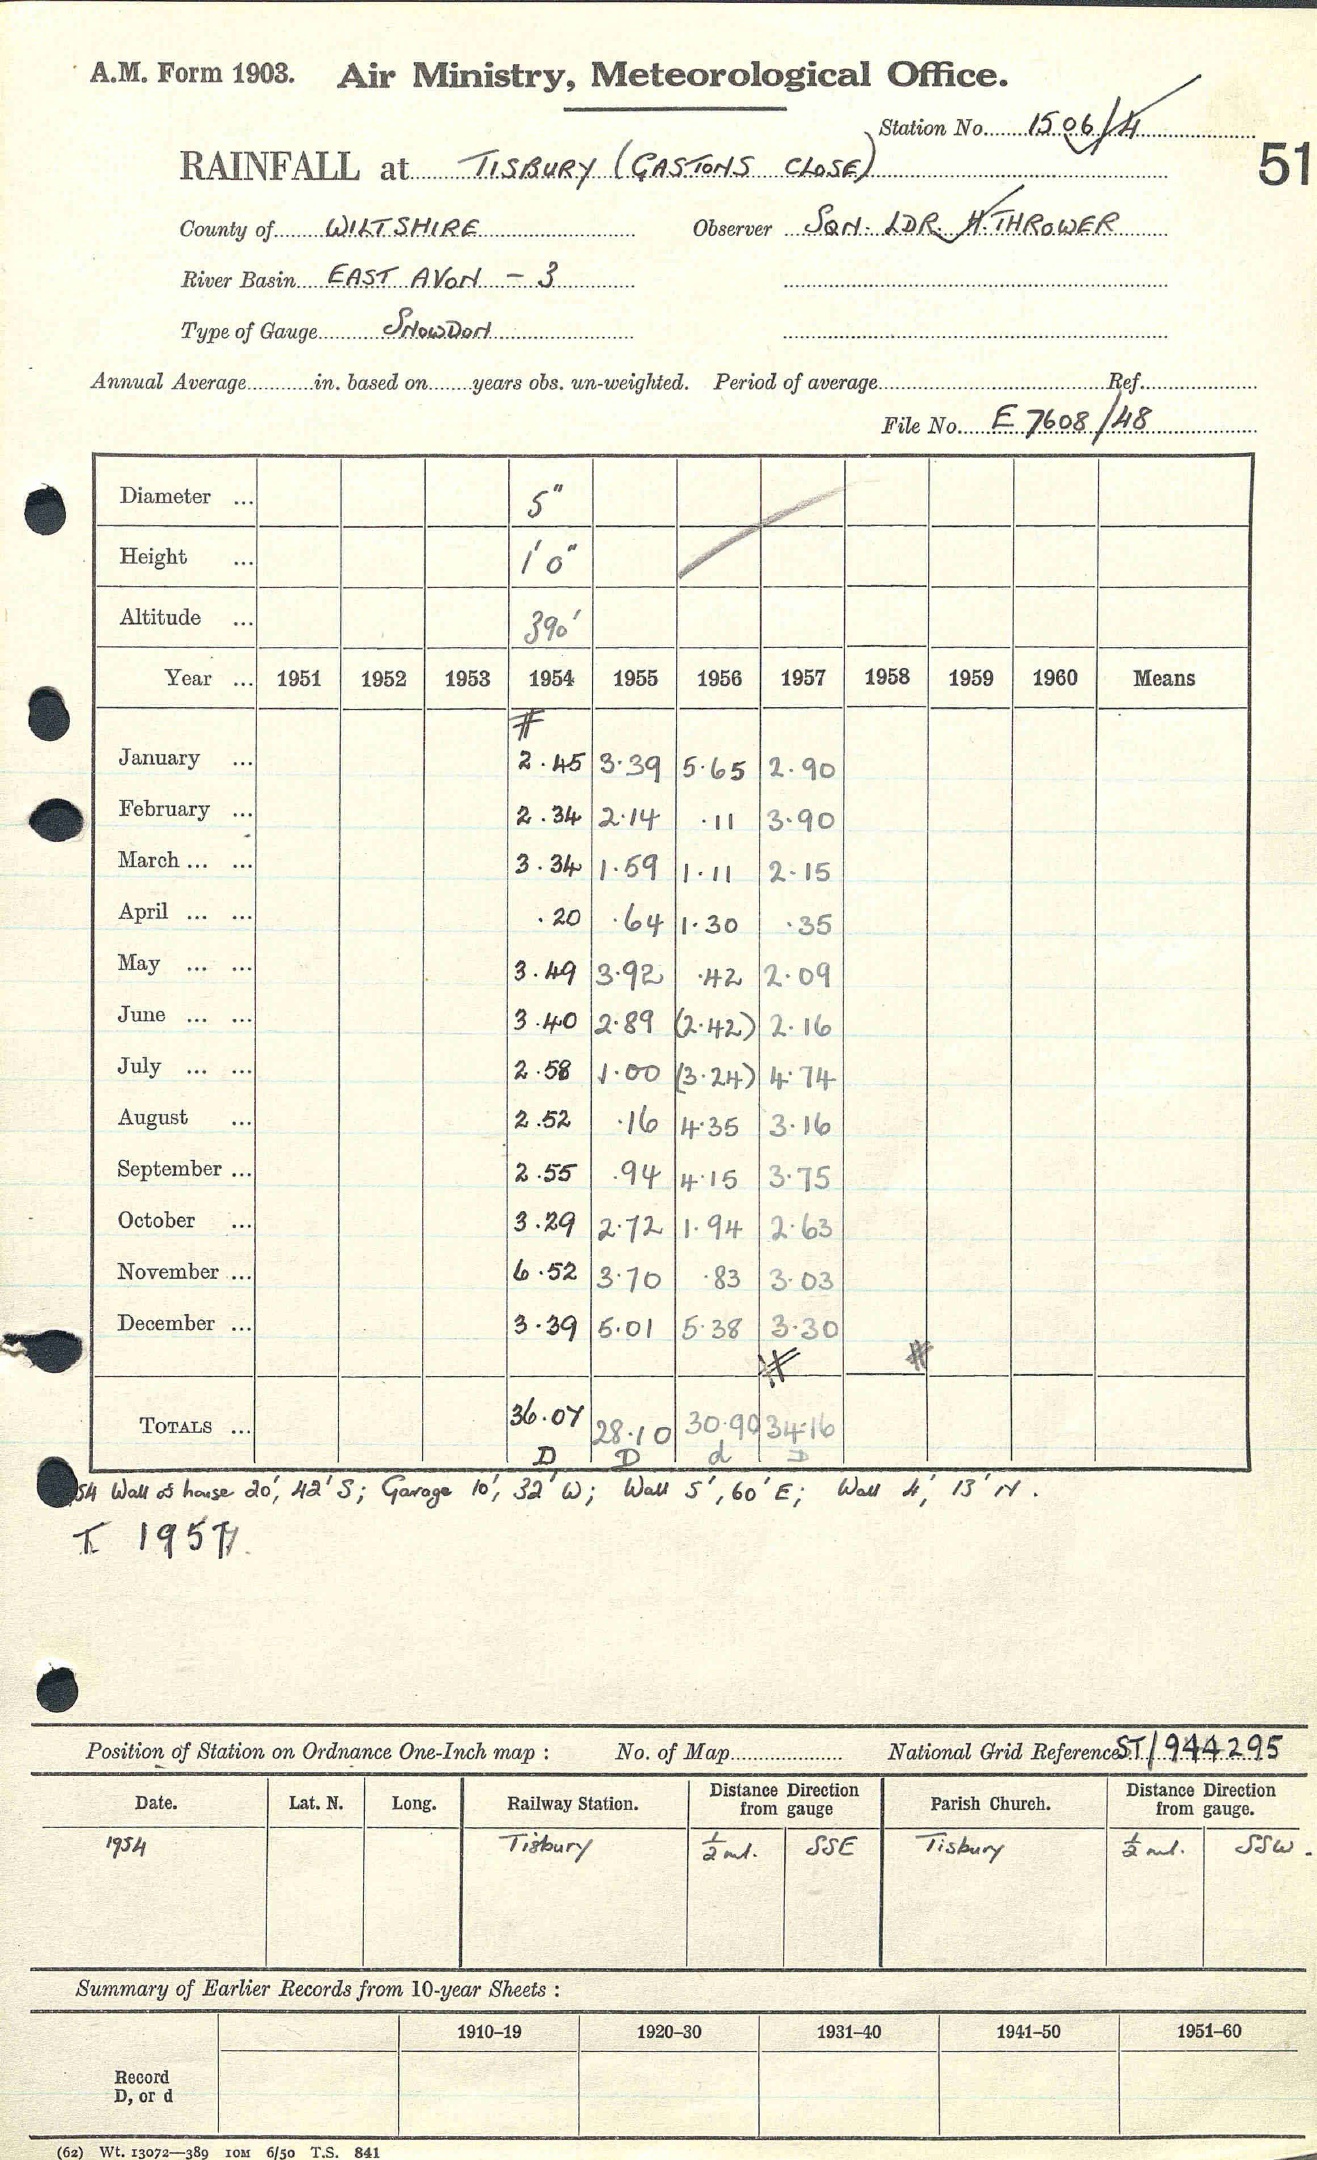 A.M. Form 1903. Air Ministry, Meteorological Office.
Station No. 1506/4
51
RAINFALL at TISBURY (GASTONS CLOSE)
County of WILTSHIRE Observer SQN. LDR. H. THROWER
River Basin EAST AVON - 3
Type of Gauge SNOWDON
Annual Average in. based on years obs. un-weighted. Period of average Ref.
File No. E 7608/48
Diameter ... 5"
Height ... 1' 0"
Altitude ... 390'
Year ... 1951 1952 1953 1954 1955 1956 1957 1958 1959 1960 Means
#
January ... 2.45 3.39 5.65 2.90
February ... 2.34 2.14 .11 3.90
March ... ... 3.34 1.59 1.11 2.15
April ... ... .20 .64 1.30 .35
May ... ... 3.49 3.92 .42 2.09
June ... ... 3.40 2.89 (2.42) 2.16
July ... ... 2.58 1.00 (3.24) 4.74
August ... 2.52 .16 4.35 3.16
September ... 2.55 .94 4.15 3.75
October ... 3.29 2.72 1.94 2.63
November ... 6.52 3.70 .83 3.03
December ... 3.39 5.01 5.38 3.30
# #
TOTALS ... 36.07 28.10 30.90 34.16
D D d D
54 Wall of house 20', 42' S; Garage 10', 32' W; Wall 5', 60' E; Wall 4', 13' N.
T 1957
Position of Station on Ordnance One-Inch map : No. of Map National Grid Reference ST/944295
Date. Lat. N. Long. Railway Station. Distance Direction from gauge Parish Church. Distance Direction from gauge.
1954 Tisbury ½ ml. SSE Tisbury ½ ml. SSW.
Summary of Earlier Records from 10-year Sheets :
1910–19 1920–30 1931–40 1941–50 1951–60
Record
D, or d
(62) Wt. 13072—389 10M 6/50 T.S. 841